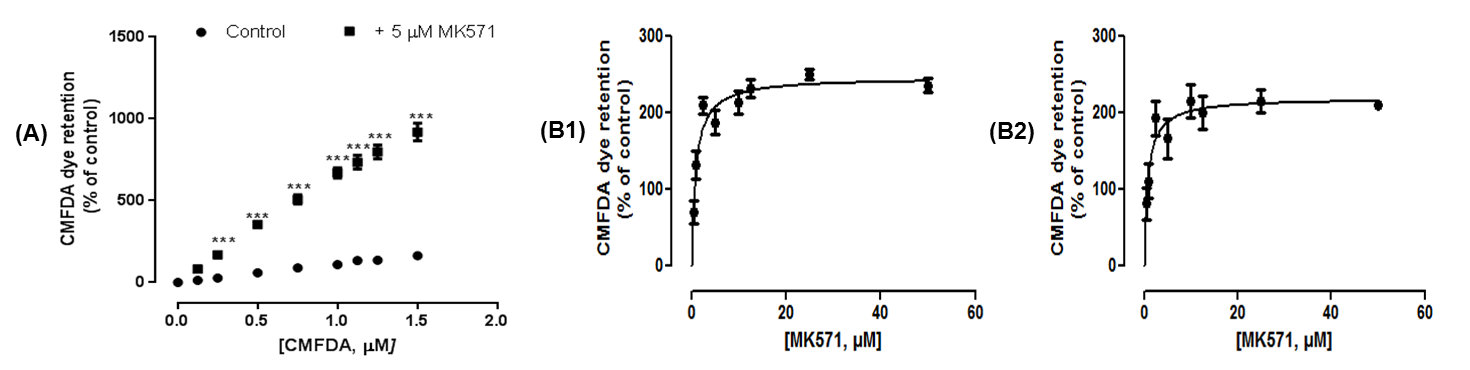 (A)
Control
+ 5 µM MK571
CMFDA dye retention
(% of control)
1500
1000
500
0
***
***
***
***
***
***
***
0.0 0.5 1.0 1.5 2.0
[CMFDA, µM]
(B1)
CMFDA dye retention
(% of control)
300
200
100
0
0 20 40 60
[MK571, µM]
(B2)
CMFDA dye retention
(% of control)
300
200
100
0
0 20 40 60
[MK571, µM]